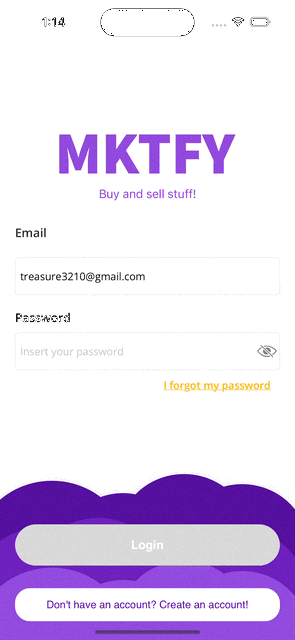 1:14
MKTFY
Buy and sell stuff!
Email
treasure3210@gmail.com
Password
Insert your password
I forgot my password
Login
Don't have an account? Create an account!